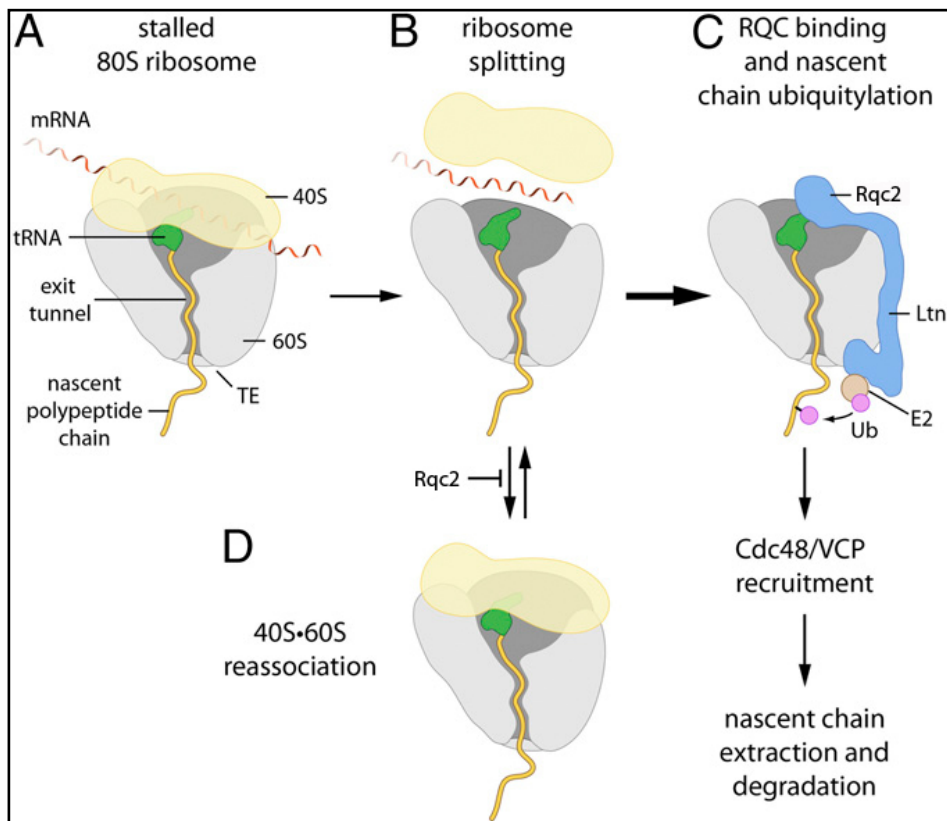 A
stalled
80S ribosome
mRNA
40S
tRNA
exit
tunnel
60S
TE
nascent
polypeptide
chain
B
ribosome
splitting
C
RQC binding
and nascent
chain ubiquitylation
Rqc2
Ltn
E2
Ub
Rqc2
D
40S•60S
reassociation
Cdc48/VCP
recruitment
nascent chain
extraction and
degradation